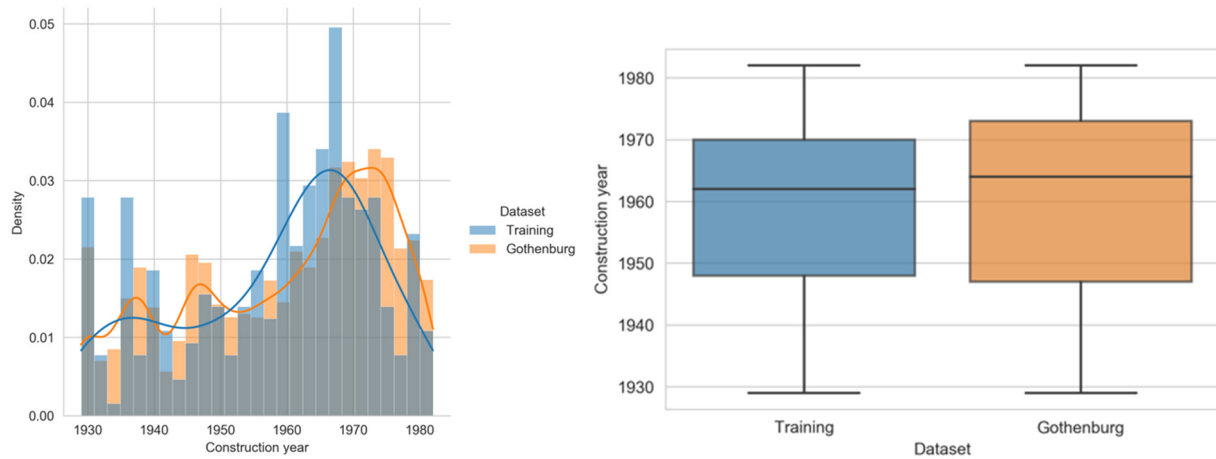 0.05
0.04
0.03
0.02
0.01
0.00
Density
1930 1940 1950 1960 1970 1980
Construction year
Dataset
Training
Gothenburg
1980
1970
1960
1950
1940
1930
Construction year
Training Gothenburg
Dataset